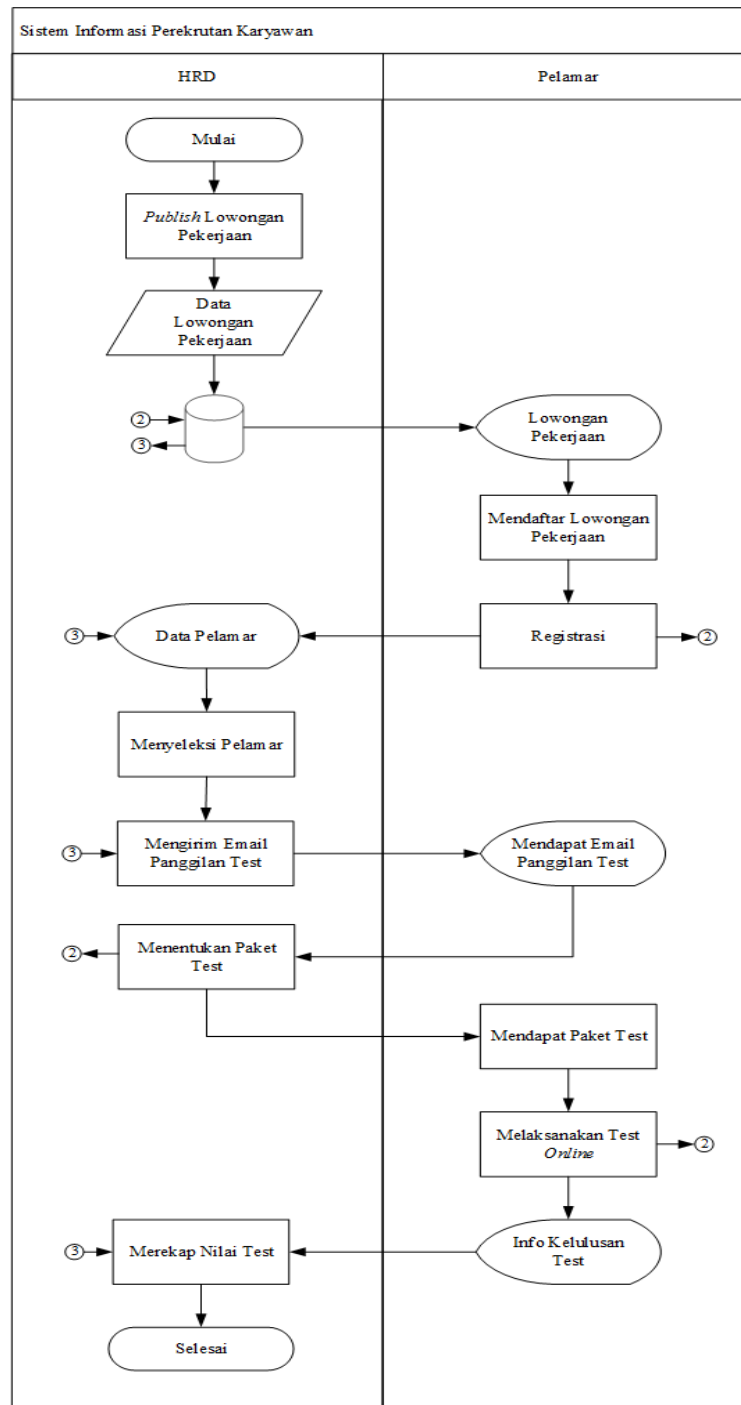 Sistem Informasi Perekrutan Karyawan
HRD
Pelamar
Mulai
Publish Lowongan
Pekerjaan
Data
Lowongan
Pekerjaan
2
3
Lowongan
Pekerjaan
Mendaftar Lowongan
Pekerjaan
3
Data Pelamar
Registrasi
2
Menyeleksi Pelamar
3
Mengirim Email
Panggilan Test
Mendapat Email
Panggilan Test
2
Menentukan Paket
Test
Mendapat Paket Test
Melaksanakan Test
Online
2
3
Merekap Nilai Test
Info Kelulusan
Test
Selesai